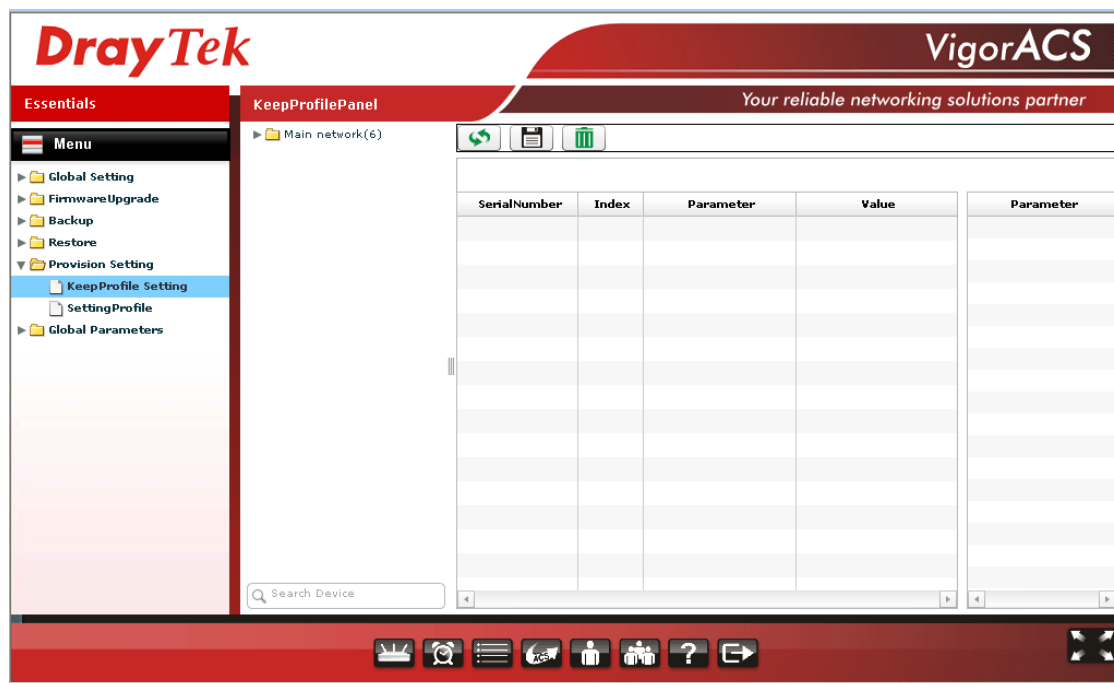 DrayTek
VigorACS
Essentials
KeepProfilePanel
Your reliable networking solutions partner
Menu
Main network(6)
Global Setting
FirmwareUpgrade
Backup
Restore
Provision Setting
KeepProfile Setting
SettingProfile
Global Parameters
SerialNumber
Index
Parameter
Value
Parameter
Search Device
ACS
?